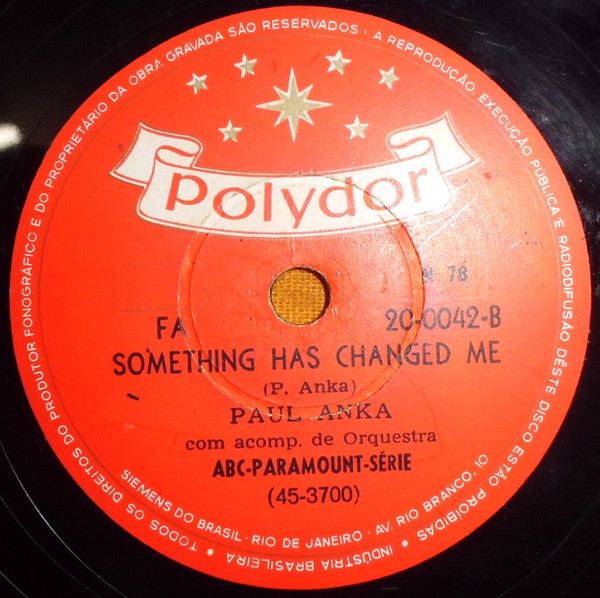 polydor
M 78
FA 20-0042-B
SOMETHING HAS CHANGED ME
(P. Anka)
PAUL ANKA
com acomp. de Orquestra
ABC-PARAMOUNT-SÉRIE
(45-3700)
SIEMENS DO BRASIL · RIO DE JANEIRO · AV. RIO BRANCO, 10
• TODOS OS DIREITOS DO PRODUTOR FONOGRÁFICO E DO PROPRIETÁRIO DA OBRA GRAVADA SÃO RESERVADOS • A REPRODUÇÃO, EXECUÇÃO PÚBLICA E RADIODIFUSÃO DÊSTE DISCO ESTÃO PROIBIDAS • INDÚSTRIA BRASILEIRA